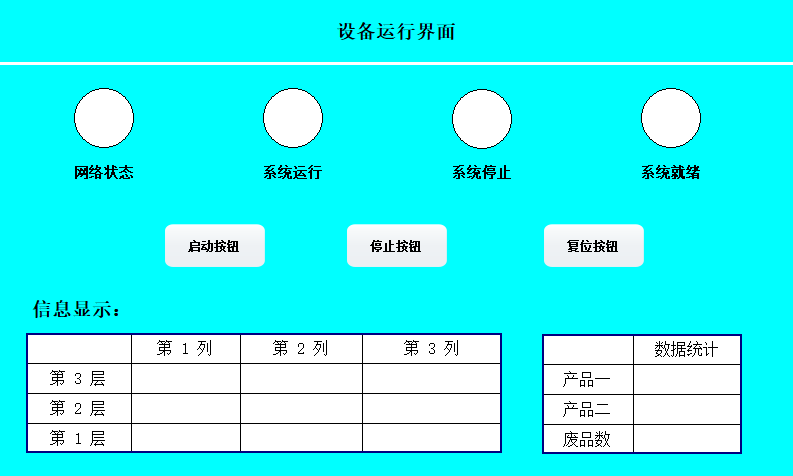 设备运行界面
网络状态 系统运行 系统停止 系统就绪
启动按钮 停止按钮 复位按钮
信息显示：
第 1 列 第 2 列 第 3 列
第 3 层
第 2 层
第 1 层
数据统计
产品一
产品二
废品数